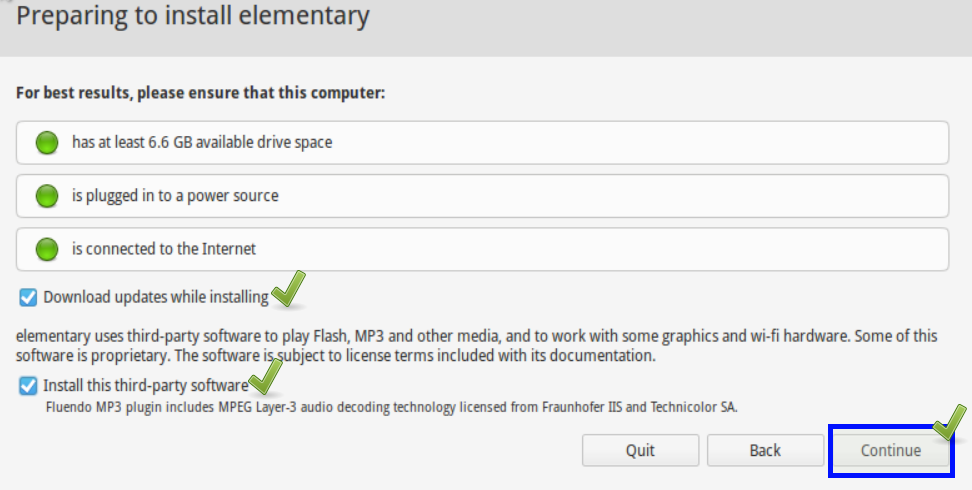 Preparing to install elementary
For best results, please ensure that this computer:
has at least 6.6 GB available drive space
is plugged in to a power source
is connected to the Internet
Download updates while installing
elementary uses third-party software to play Flash, MP3 and other media, and to work with some graphics and wi-fi hardware. Some of this
software is proprietary. The software is subject to license terms included with its documentation.
Install this third-party software
Fluendo MP3 plugin includes MPEG Layer-3 audio decoding technology licensed from Fraunhofer IIS and Technicolor SA.
Quit Back Continue